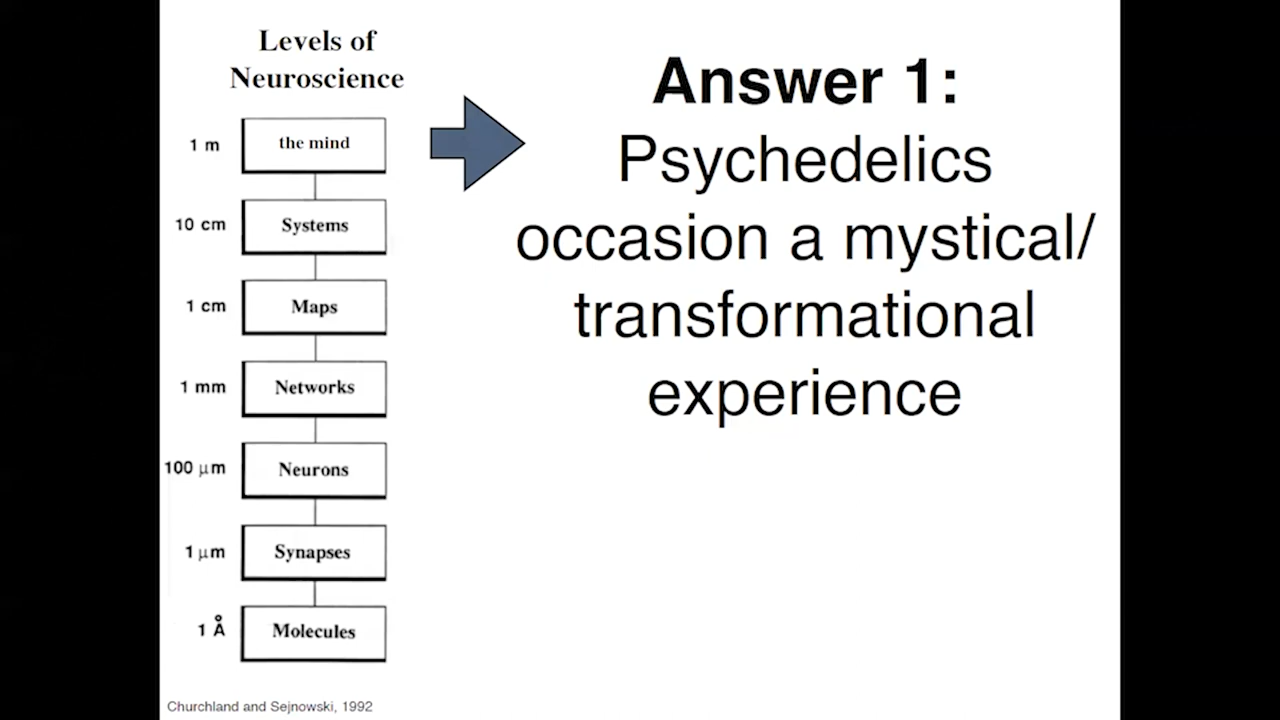 Levels of
Neuroscience
1 m
the mind
10 cm
Systems
1 cm
Maps
1 mm
Networks
100 μm
Neurons
1 μm
Synapses
1 Å
Molecules
Churchland and Sejnowski, 1992
Answer 1:
Psychedelics
occasion a mystical/
transformational
experience